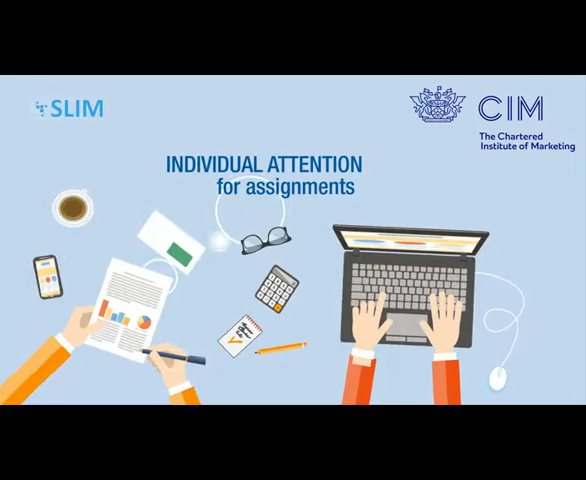 SLIM
CIM
The Chartered
Institute of Marketing
INDIVIDUAL ATTENTION
for assignments